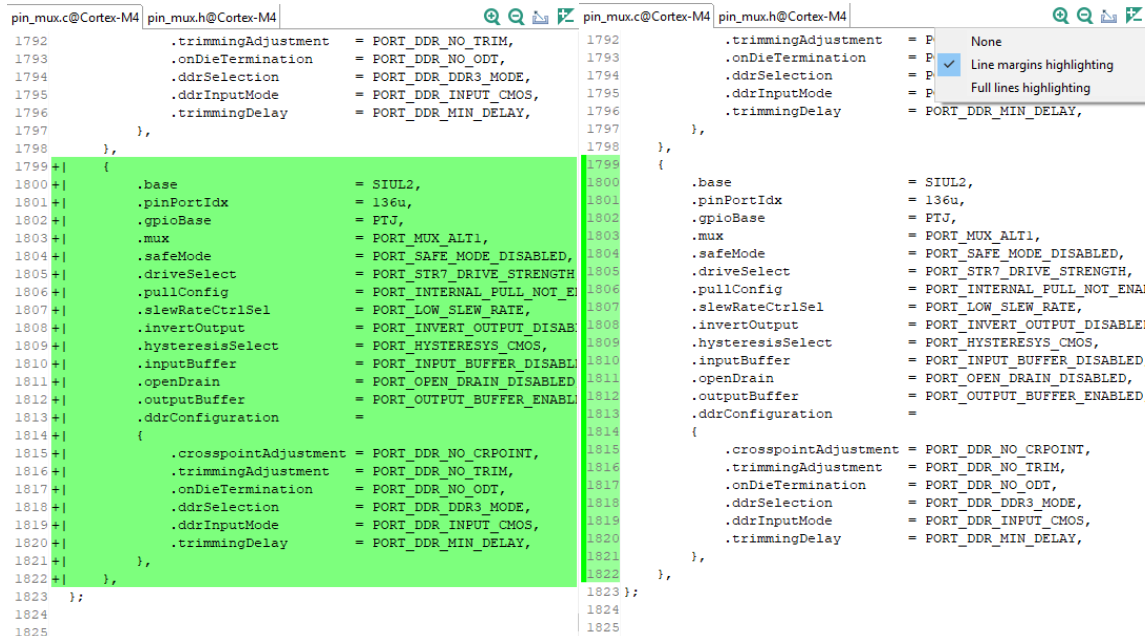 pin_mux.c@Cortex-M4 pin_mux.h@Cortex-M4
1792 .trimmingAdjustment = PORT_DDR_NO_TRIM,
1793 .onDieTermination = PORT_DDR_NO_ODT,
1794 .ddrSelection = PORT_DDR_DDR3_MODE,
1795 .ddrInputMode = PORT_DDR_INPUT_CMOS,
1796 .trimmingDelay = PORT_DDR_MIN_DELAY,
1797 },
1798 },
1799 +| {
1800 +| .base = SIUL2,
1801 +| .pinPortIdx = 136u,
1802 +| .gpioBase = PTJ,
1803 +| .mux = PORT_MUX_ALT1,
1804 +| .safeMode = PORT_SAFE_MODE_DISABLED,
1805 +| .driveSelect = PORT_STR7_DRIVE_STRENGTH
1806 +| .pullConfig = PORT_INTERNAL_PULL_NOT_E
1807 +| .slewRateCtrlSel = PORT_LOW_SLEW_RATE,
1808 +| .invertOutput = PORT_INVERT_OUTPUT_DISAB
1809 +| .hysteresisSelect = PORT_HYSTERESYS_CMOS,
1810 +| .inputBuffer = PORT_INPUT_BUFFER_DISABL
1811 +| .openDrain = PORT_OPEN_DRAIN_DISABLED
1812 +| .outputBuffer = PORT_OUTPUT_BUFFER_ENABL
1813 +| .ddrConfiguration =
1814 +| {
1815 +| .crosspointAdjustment = PORT_DDR_NO_CRPOINT,
1816 +| .trimmingAdjustment = PORT_DDR_NO_TRIM,
1817 +| .onDieTermination = PORT_DDR_NO_ODT,
1818 +| .ddrSelection = PORT_DDR_DDR3_MODE,
1819 +| .ddrInputMode = PORT_DDR_INPUT_CMOS,
1820 +| .trimmingDelay = PORT_DDR_MIN_DELAY,
1821 +| },
1822 +| },
1823 };
1824
1825
pin_mux.c@Cortex-M4 pin_mux.h@Cortex-M4
None
Line margins highlighting
Full lines highlighting
1792 .trimmingAdjustment = P
1793 .onDieTermination = P
1794 .ddrSelection = P
1795 .ddrInputMode = P
1796 .trimmingDelay = PORT_DDR_MIN_DELAY,
1797 },
1798 },
1799 {
1800 .base = SIUL2,
1801 .pinPortIdx = 136u,
1802 .gpioBase = PTJ,
1803 .mux = PORT_MUX_ALT1,
1804 .safeMode = PORT_SAFE_MODE_DISABLED,
1805 .driveSelect = PORT_STR7_DRIVE_STRENGTH,
1806 .pullConfig = PORT_INTERNAL_PULL_NOT_ENA
1807 .slewRateCtrlSel = PORT_LOW_SLEW_RATE,
1808 .invertOutput = PORT_INVERT_OUTPUT_DISABLE
1809 .hysteresisSelect = PORT_HYSTERESYS_CMOS,
1810 .inputBuffer = PORT_INPUT_BUFFER_DISABLED
1811 .openDrain = PORT_OPEN_DRAIN_DISABLED,
1812 .outputBuffer = PORT_OUTPUT_BUFFER_ENABLED
1813 .ddrConfiguration =
1814 {
1815 .crosspointAdjustment = PORT_DDR_NO_CRPOINT,
1816 .trimmingAdjustment = PORT_DDR_NO_TRIM,
1817 .onDieTermination = PORT_DDR_NO_ODT,
1818 .ddrSelection = PORT_DDR_DDR3_MODE,
1819 .ddrInputMode = PORT_DDR_INPUT_CMOS,
1820 .trimmingDelay = PORT_DDR_MIN_DELAY,
1821 },
1822 },
1823 };
1824
1825